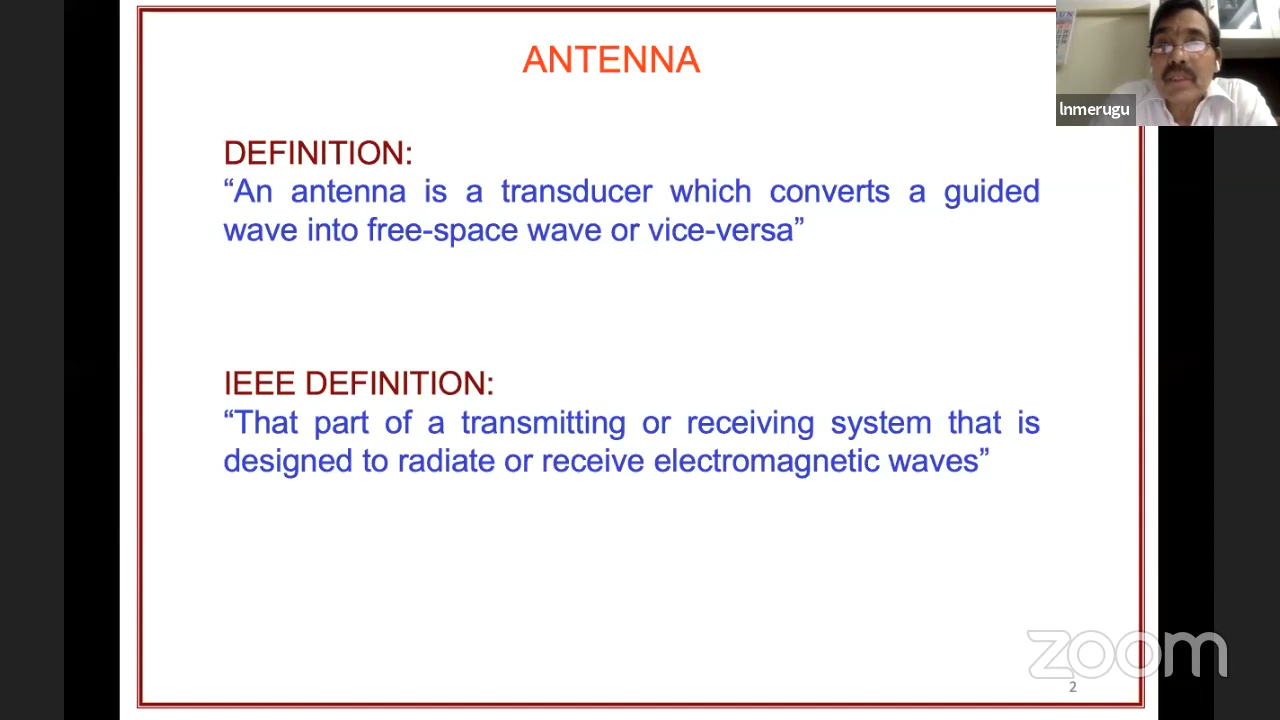 ANTENNA
lnmerugu
DEFINITION:
“An antenna is a transducer which converts a guided
wave into free-space wave or vice-versa”
IEEE DEFINITION:
“That part of a transmitting or receiving system that is
designed to radiate or receive electromagnetic waves”
zoom
2